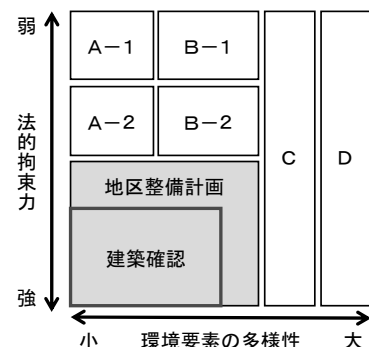 弱
法的拘束力
強
A－1
B－1
A－2
B－2
C
D
地区整備計画
建築確認
小
環境要素の多様性
大